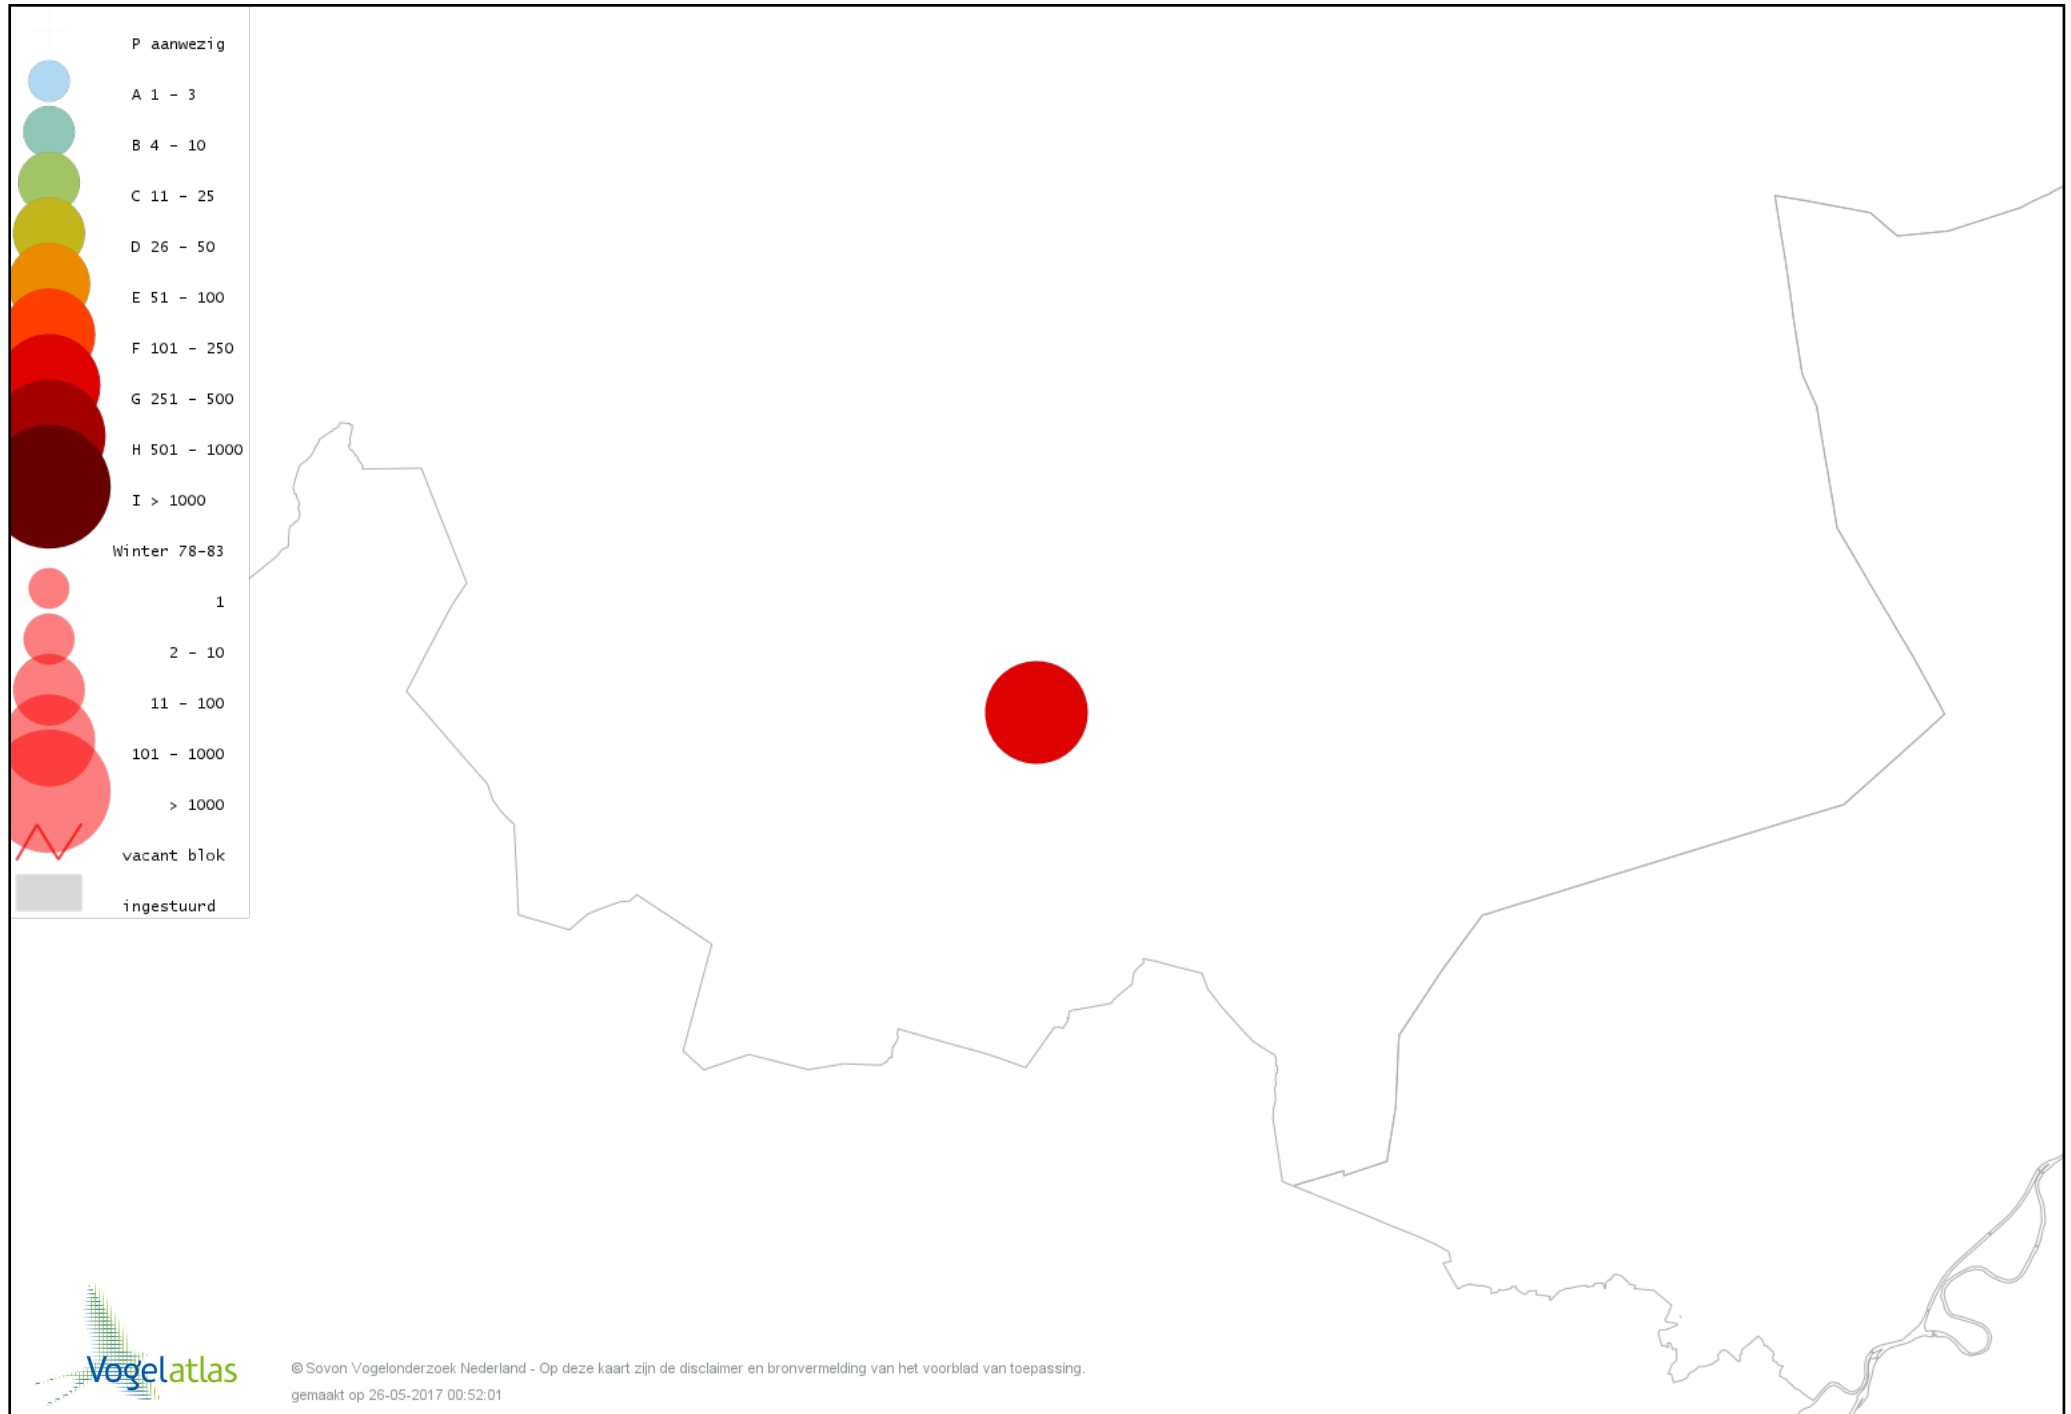 P aanwezig
A 1 – 3
B 4 – 10
C 11 – 25
D 26 – 50
E 51 – 100
F 101 – 250
G 251 – 500
H 501 – 1000
I > 1000
Winter 78–83
1
2 – 10
11 – 100
101 – 1000
> 1000
vacant blok
ingestuurd
Vogelatlas
© Sovon Vogelonderzoek Nederland - Op deze kaart zijn de disclaimer en bronvermelding van het voorblad van toepassing.
gemaakt op 26-05-2017 00:52:01